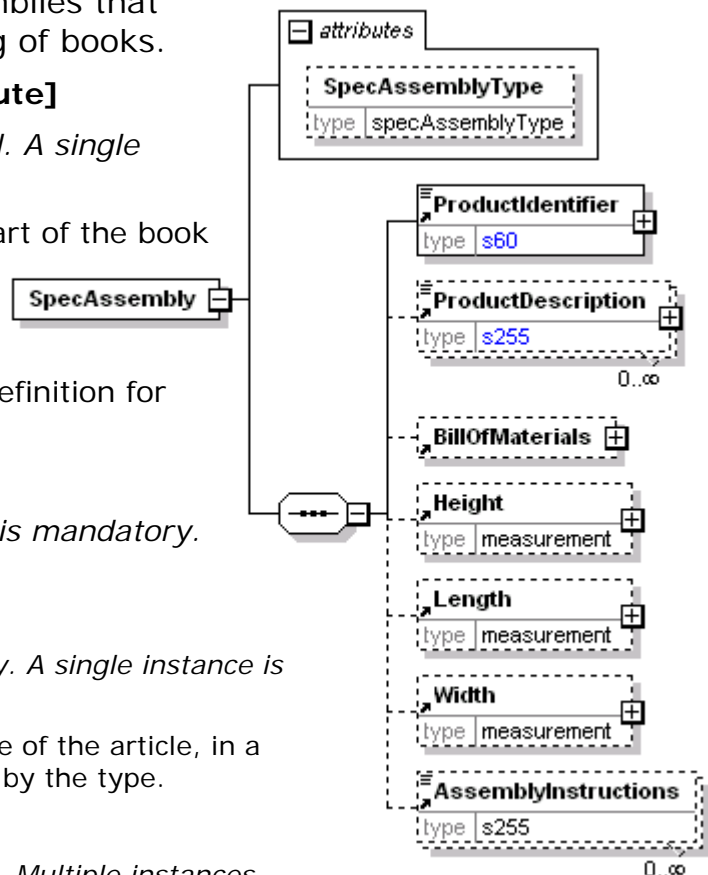 mblies that
g of books.
ute]
. A single
art of the book
efinition for
is mandatory.
y. A single instance is
e of the article, in a
by the type.
. Multiple instances
attributes
SpecAssemblyType
type specAssemblyType
SpecAssembly
ProductIdentifier
type s60
ProductDescription
type s255
0..∞
BillOfMaterials
Height
type measurement
Length
type measurement
Width
type measurement
AssemblyInstructions
type s255
0..∞